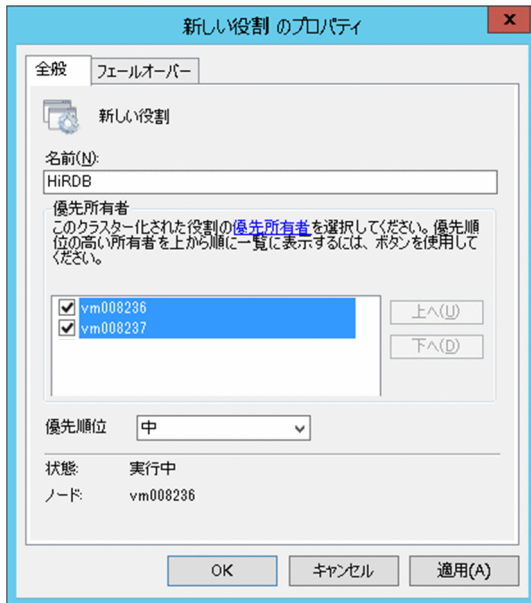 新しい役割 のプロパティ
x
全般
フェールオーバー
新しい役割
名前(N):
HiRDB
優先所有者
このクラスター化された役割の優先所有者を選択してください。優先順
位の高い所有者を上から順に一覧に表示するには、ボタンを使用して
ください。
vm008236
vm008237
上へ(U)
下へ(D)
優先順位
中
状態:
実行中
ノード:
vm008236
OK
キャンセル
適用(A)